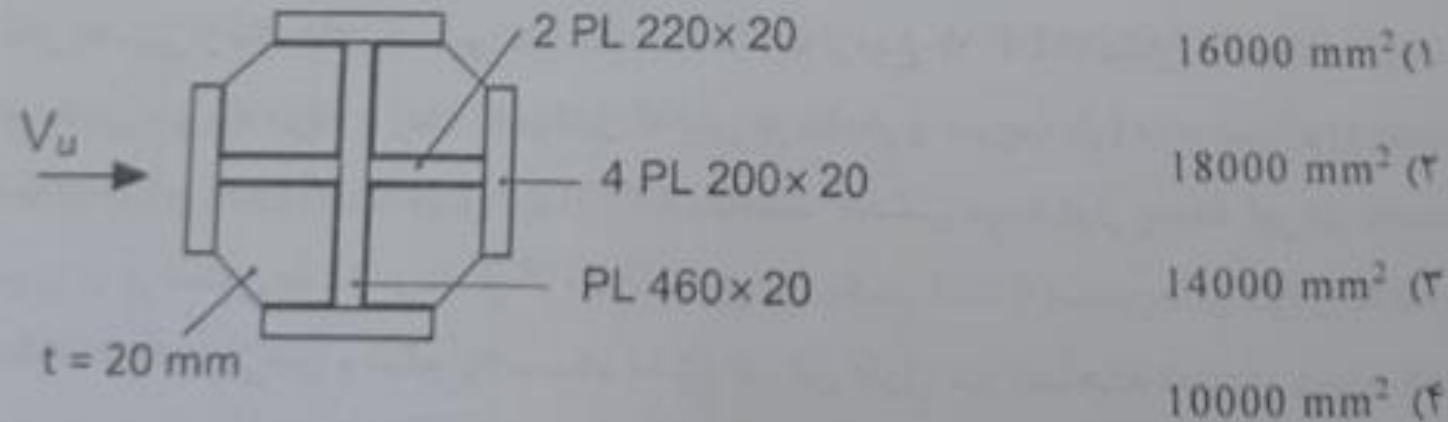 2 PL 220×20
16000 mm² (۱
Vu
4 PL 200×20
18000 mm² (۲
PL 460×20
14000 mm² (۳
t = 20 mm
10000 mm² (۴